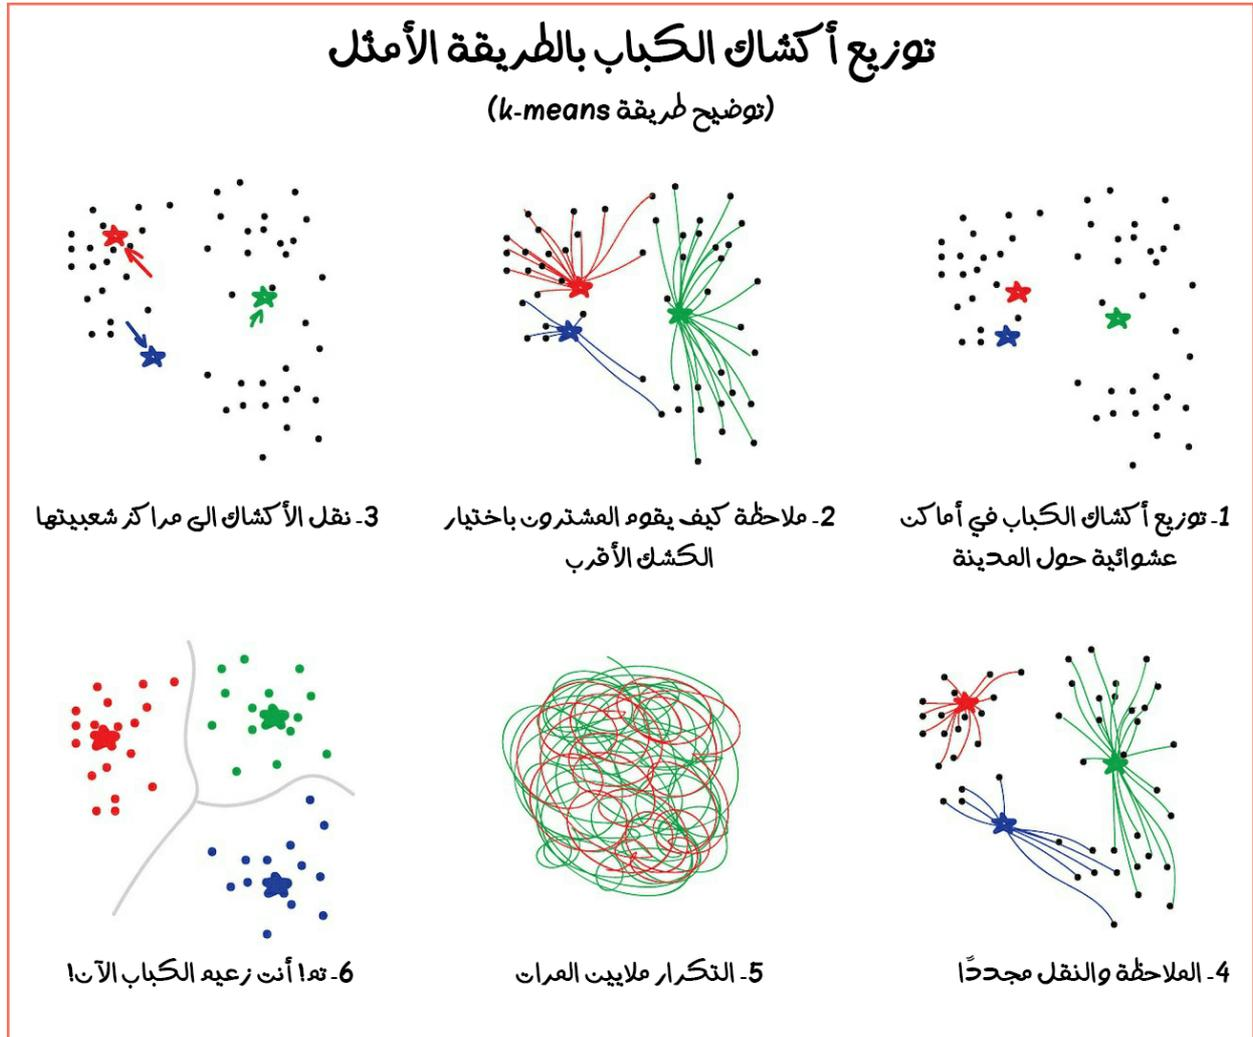 توزيع أكشاك الكباب بالطريقة الأمثل
(توضيح طريقة k-means)
1- توزيع أكشاك الكباب في أماكن
عشوائية حول المدينة
2- ملاحظة كيف يقوم المشترون باختيار
الكشك الأقرب
3- نقل الأكشاك الى مراكز شعبيتها
4- الملاحظة والنقل مجددًا
5- التكرار ملايين المرات
6- تم! أنت زعيم الكباب الآن!